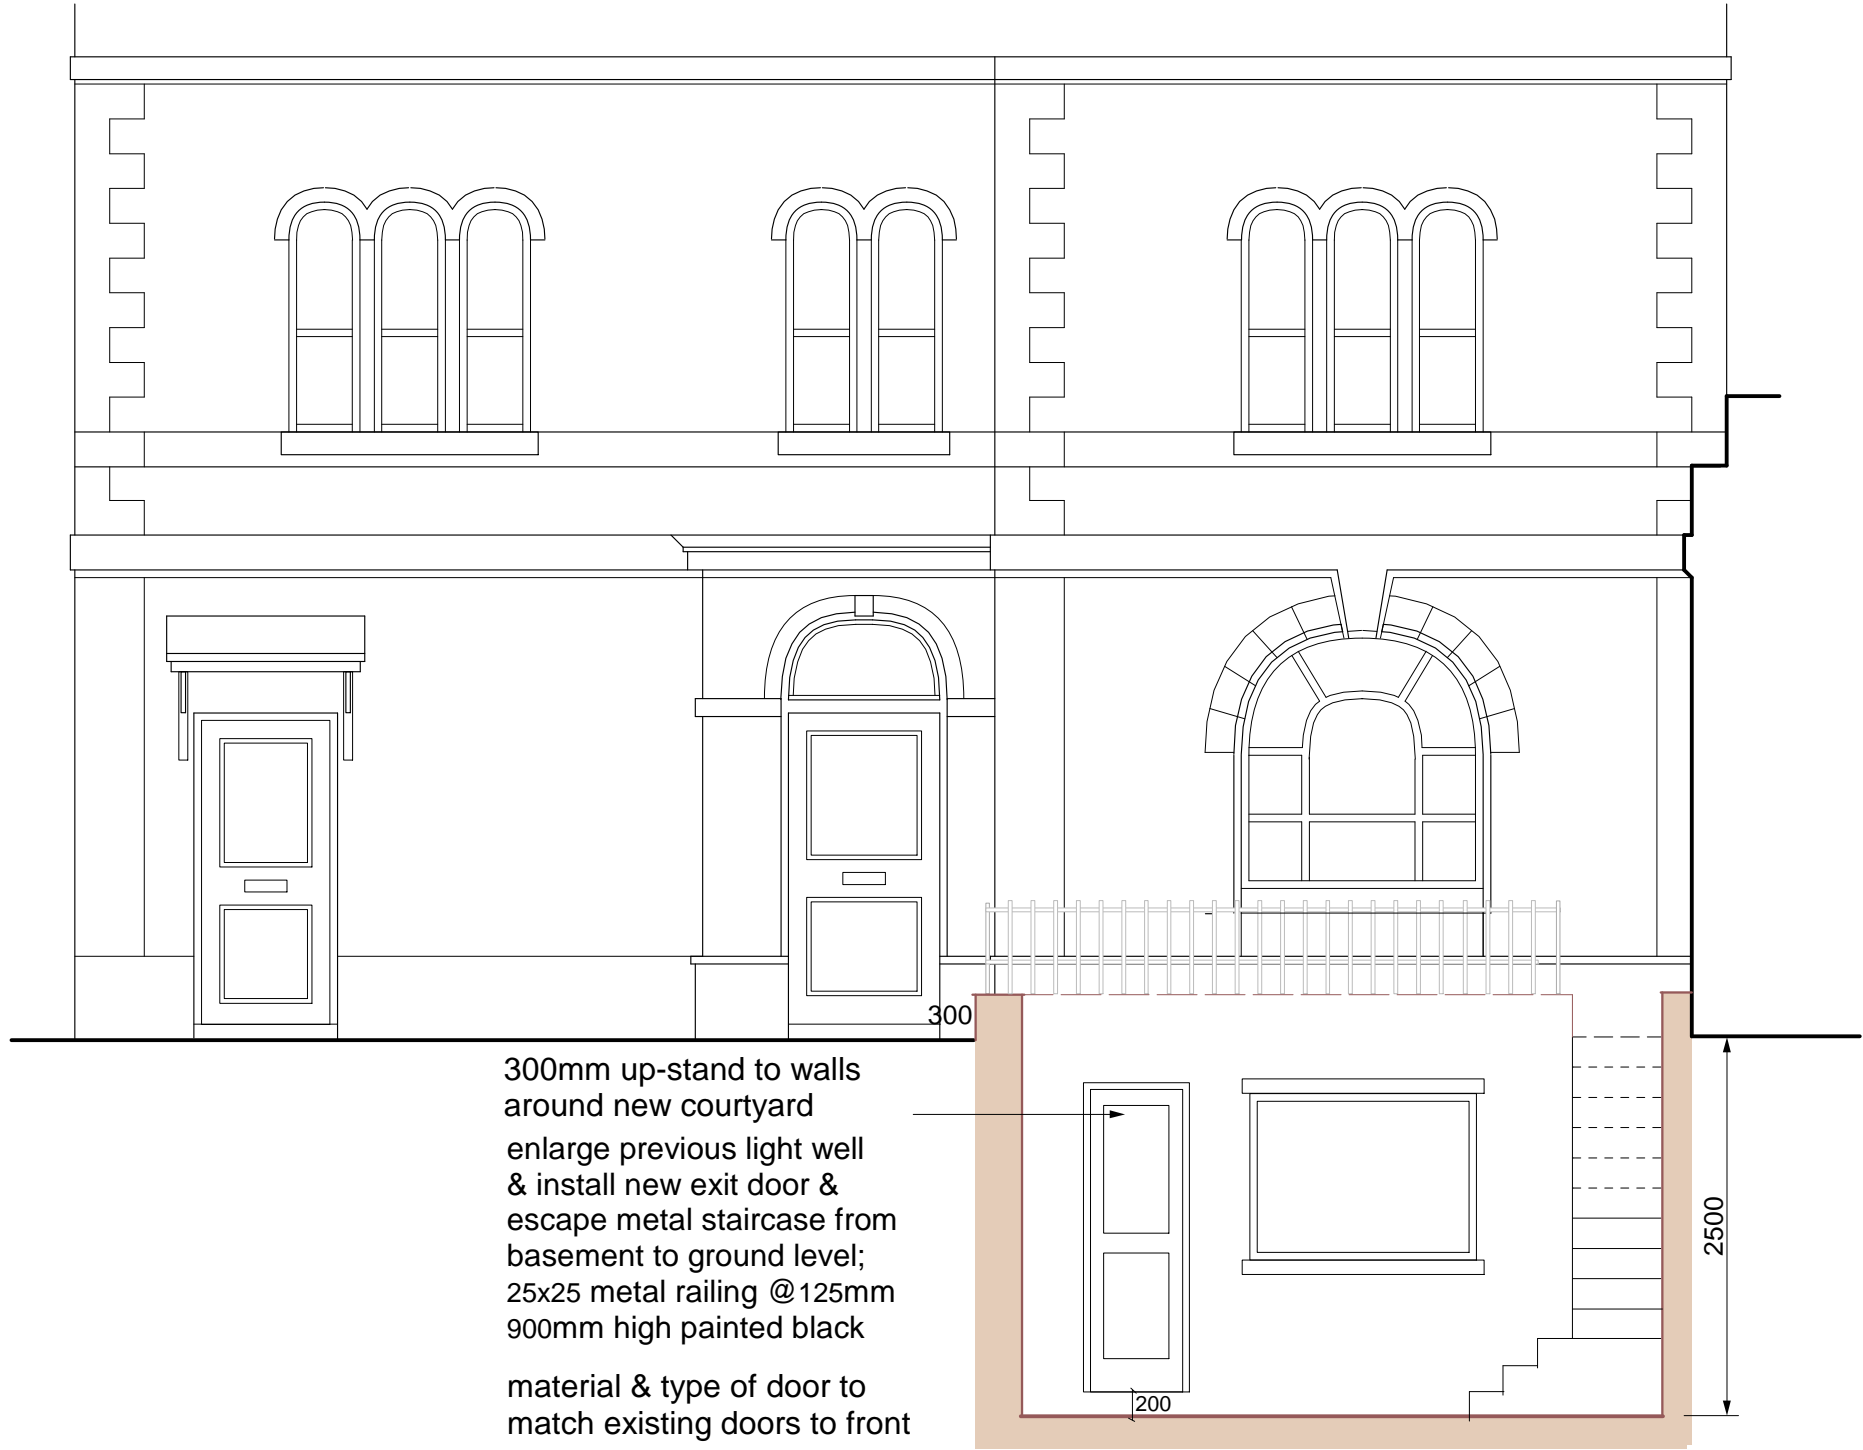 300
300mm up-stand to walls
around new courtyard
enlarge previous light well
& install new exit door &
escape metal staircase from
basement to ground level;
25x25 metal railing @125mm
900mm high painted black
material & type of door to
match existing doors to front
200
2500